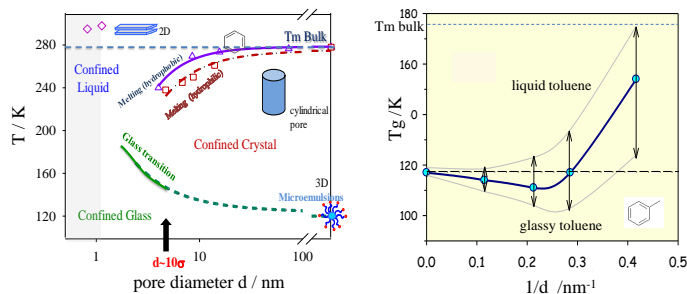 2D
Tm Bulk
280
Confined
Liquid
Melting (hydrophobic)
Melting (hydrophilic)
240
cylindrical
pore
T / K
200
Glass transition
Confined Crystal
160
3D
Microemulsions
Confined Glass
120
1
10
100
d~10σ
pore diameter d / nm
Tm bulk
160
liquid toluene
Tg / K
0
120
100
glassy toluene
0.0
0.1
0.2
0.3
0.4
0.5
1/d /nm-1